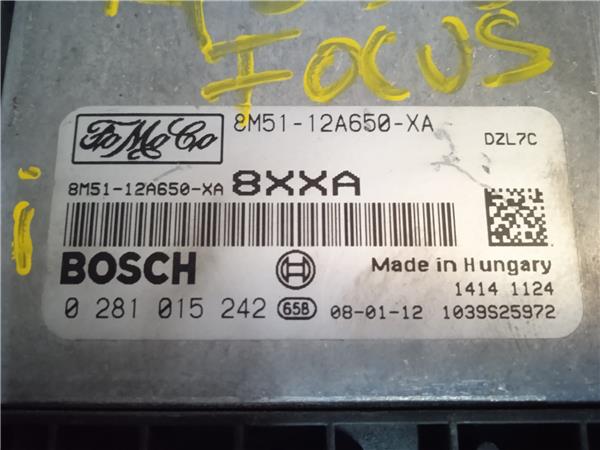 FOCUS
FoMoCo
8M51-12A650-XA
DZL7C
8M51-12A650-XA 8XXA
BOSCH
Made in Hungary
1414 1124
0 281 015 242 65B 08-01-12 1039S25972